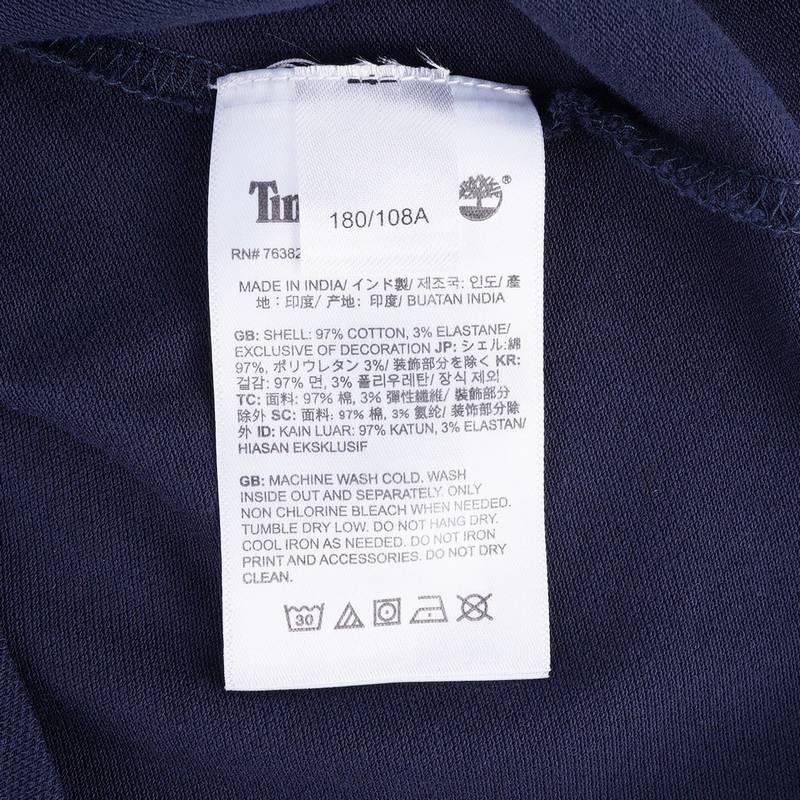 180/108A
®
RN# 76382
MADE IN INDIA/ インド製/ 제조국: 인도/ 產
地：印度/ 产地：印度/ BUATAN INDIA
GB: SHELL: 97% COTTON, 3% ELASTANE/
EXCLUSIVE OF DECORATION JP: シェル:綿
97%, ポリウレタン 3%/ 装飾部分を除く KR:
겉감: 97% 면, 3% 폴리우레탄/ 장식 제외
TC: 面料: 97% 棉, 3% 彈性纖維/ 裝飾部分
除外 SC: 面料: 97% 棉, 3% 氨纶/ 装饰部分除
外 ID: KAIN LUAR: 97% KATUN, 3% ELASTAN/
HIASAN EKSKLUSIF
GB: MACHINE WASH COLD. WASH
INSIDE OUT AND SEPARATELY. ONLY
NON CHLORINE BLEACH WHEN NEEDED.
TUMBLE DRY LOW. DO NOT HANG DRY.
COOL IRON AS NEEDED. DO NOT IRON
PRINT AND ACCESSORIES. DO NOT DRY
CLEAN.
30